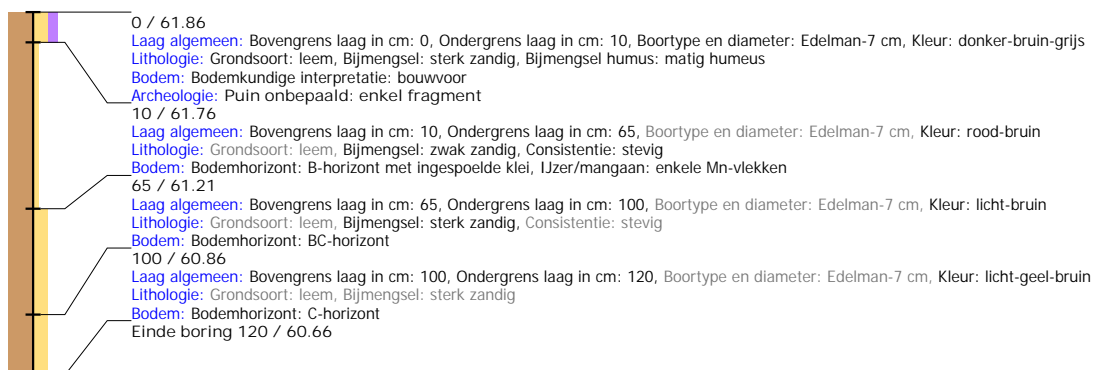 0 / 61.86
Laag algemeen: Bovengrens laag in cm: 0, Ondergrens laag in cm: 10, Boortype en diameter: Edelman-7 cm, Kleur: donker-bruin-grijs
Lithologie: Grondsoort: leem, Bijmengsel: sterk zandig, Bijmengsel humus: matig humeus
Bodem: Bodemkundige interpretatie: bouwvoor
Archeologie: Puin onbepaald: enkel fragment
10 / 61.76
Laag algemeen: Bovengrens laag in cm: 10, Ondergrens laag in cm: 65, Boortype en diameter: Edelman-7 cm, Kleur: rood-bruin
Lithologie: Grondsoort: leem, Bijmengsel: zwak zandig, Consistentie: stevig
Bodem: Bodemhorizont: B-horizont met ingespoelde klei, IJzer/mangaan: enkele Mn-vlekken
65 / 61.21
Laag algemeen: Bovengrens laag in cm: 65, Ondergrens laag in cm: 100, Boortype en diameter: Edelman-7 cm, Kleur: licht-bruin
Lithologie: Grondsoort: leem, Bijmengsel: sterk zandig, Consistentie: stevig
Bodem: Bodemhorizont: BC-horizont
100 / 60.86
Laag algemeen: Bovengrens laag in cm: 100, Ondergrens laag in cm: 120, Boortype en diameter: Edelman-7 cm, Kleur: licht-geel-bruin
Lithologie: Grondsoort: leem, Bijmengsel: sterk zandig
Bodem: Bodemhorizont: C-horizont
Einde boring 120 / 60.66